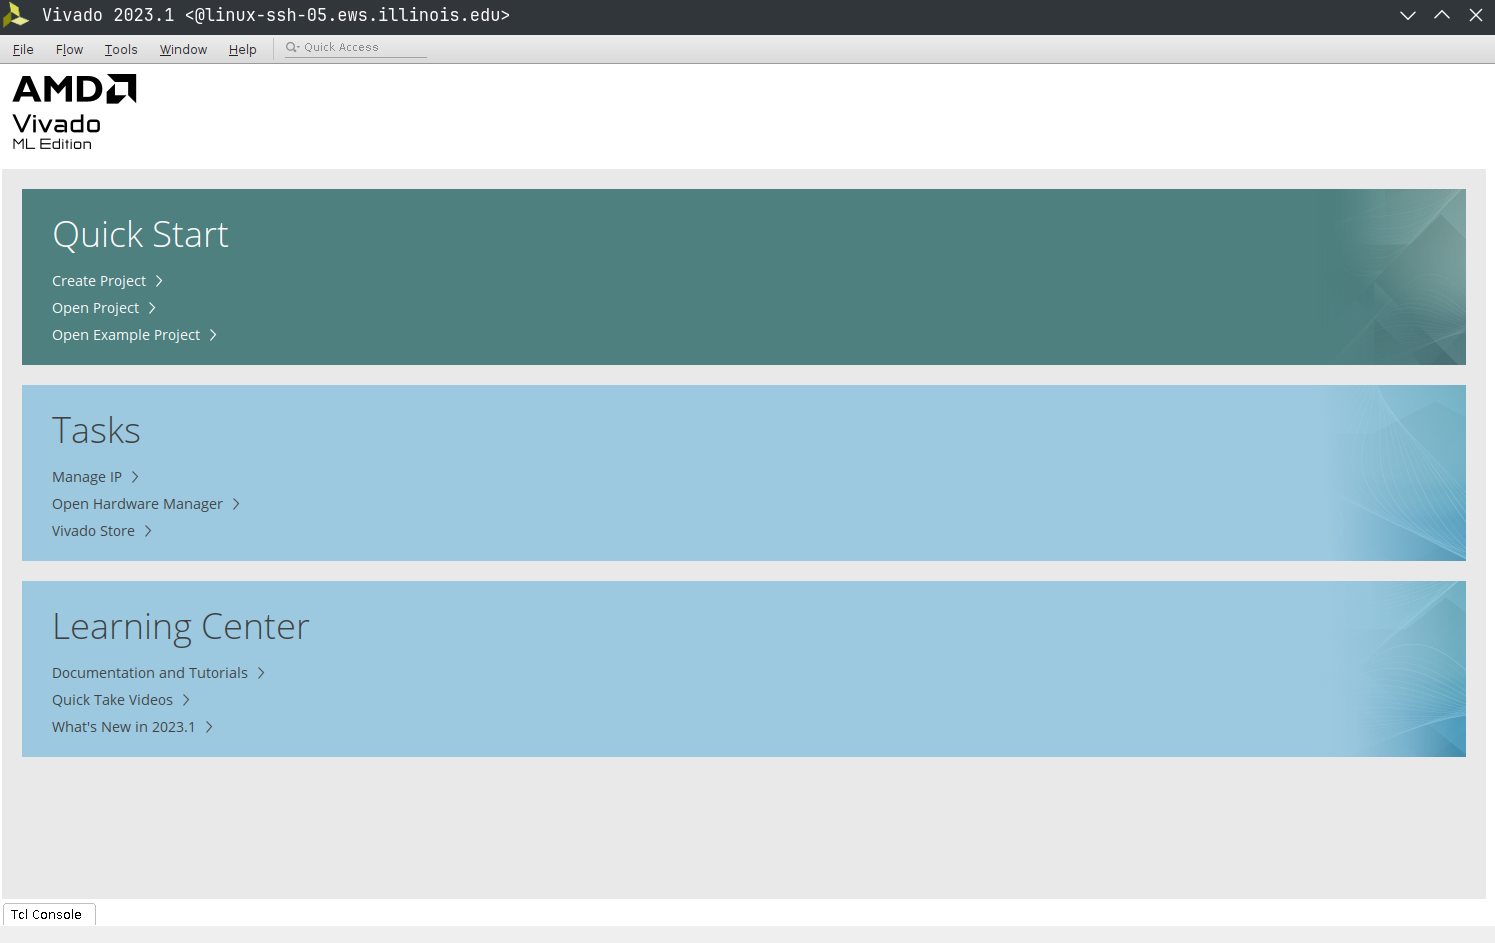 Vivado 2023.1 <@linux-ssh-05.ews.illinois.edu>
File Flow Tools Window Help Quick Access
AMD
Vivado
ML Edition
Quick Start
Create Project
Open Project
Open Example Project
Tasks
Manage IP
Open Hardware Manager
Vivado Store
Learning Center
Documentation and Tutorials
Quick Take Videos
What's New in 2023.1
Tcl Console